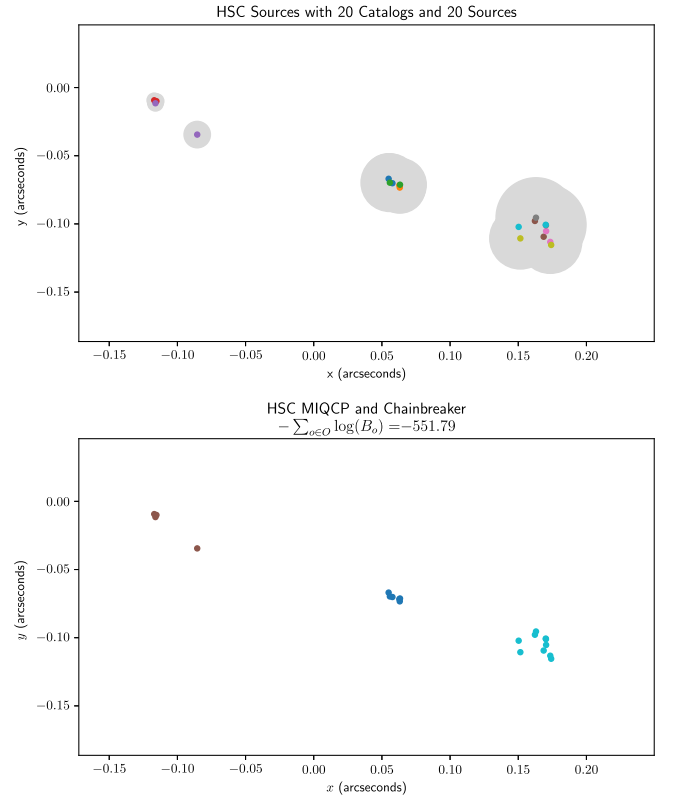 HSC Sources with 20 Catalogs and 20 Sources
0.00
−0.05
−0.10
−0.15
y (arcseconds)
−0.15 −0.10 −0.05 0.00 0.05 0.10 0.15 0.20
x (arcseconds)
HSC MIQCP and Chainbreaker
− ∑o∈O log(Bo) =−551.79
0.00
−0.05
−0.10
−0.15
y (arcseconds)
−0.15 −0.10 −0.05 0.00 0.05 0.10 0.15 0.20
x (arcseconds)